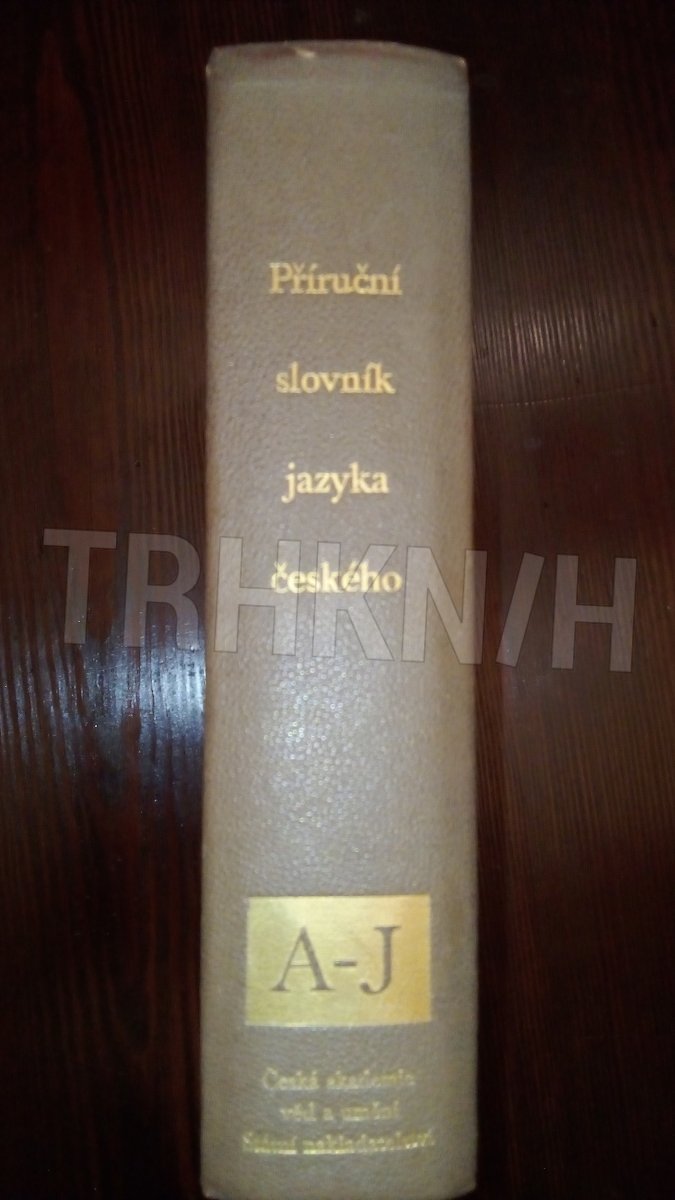 Příruční
slovník
jazyka
českého
TRHKNIH
A-J
Česká akademie
věd a umění
Státní nakladatelství